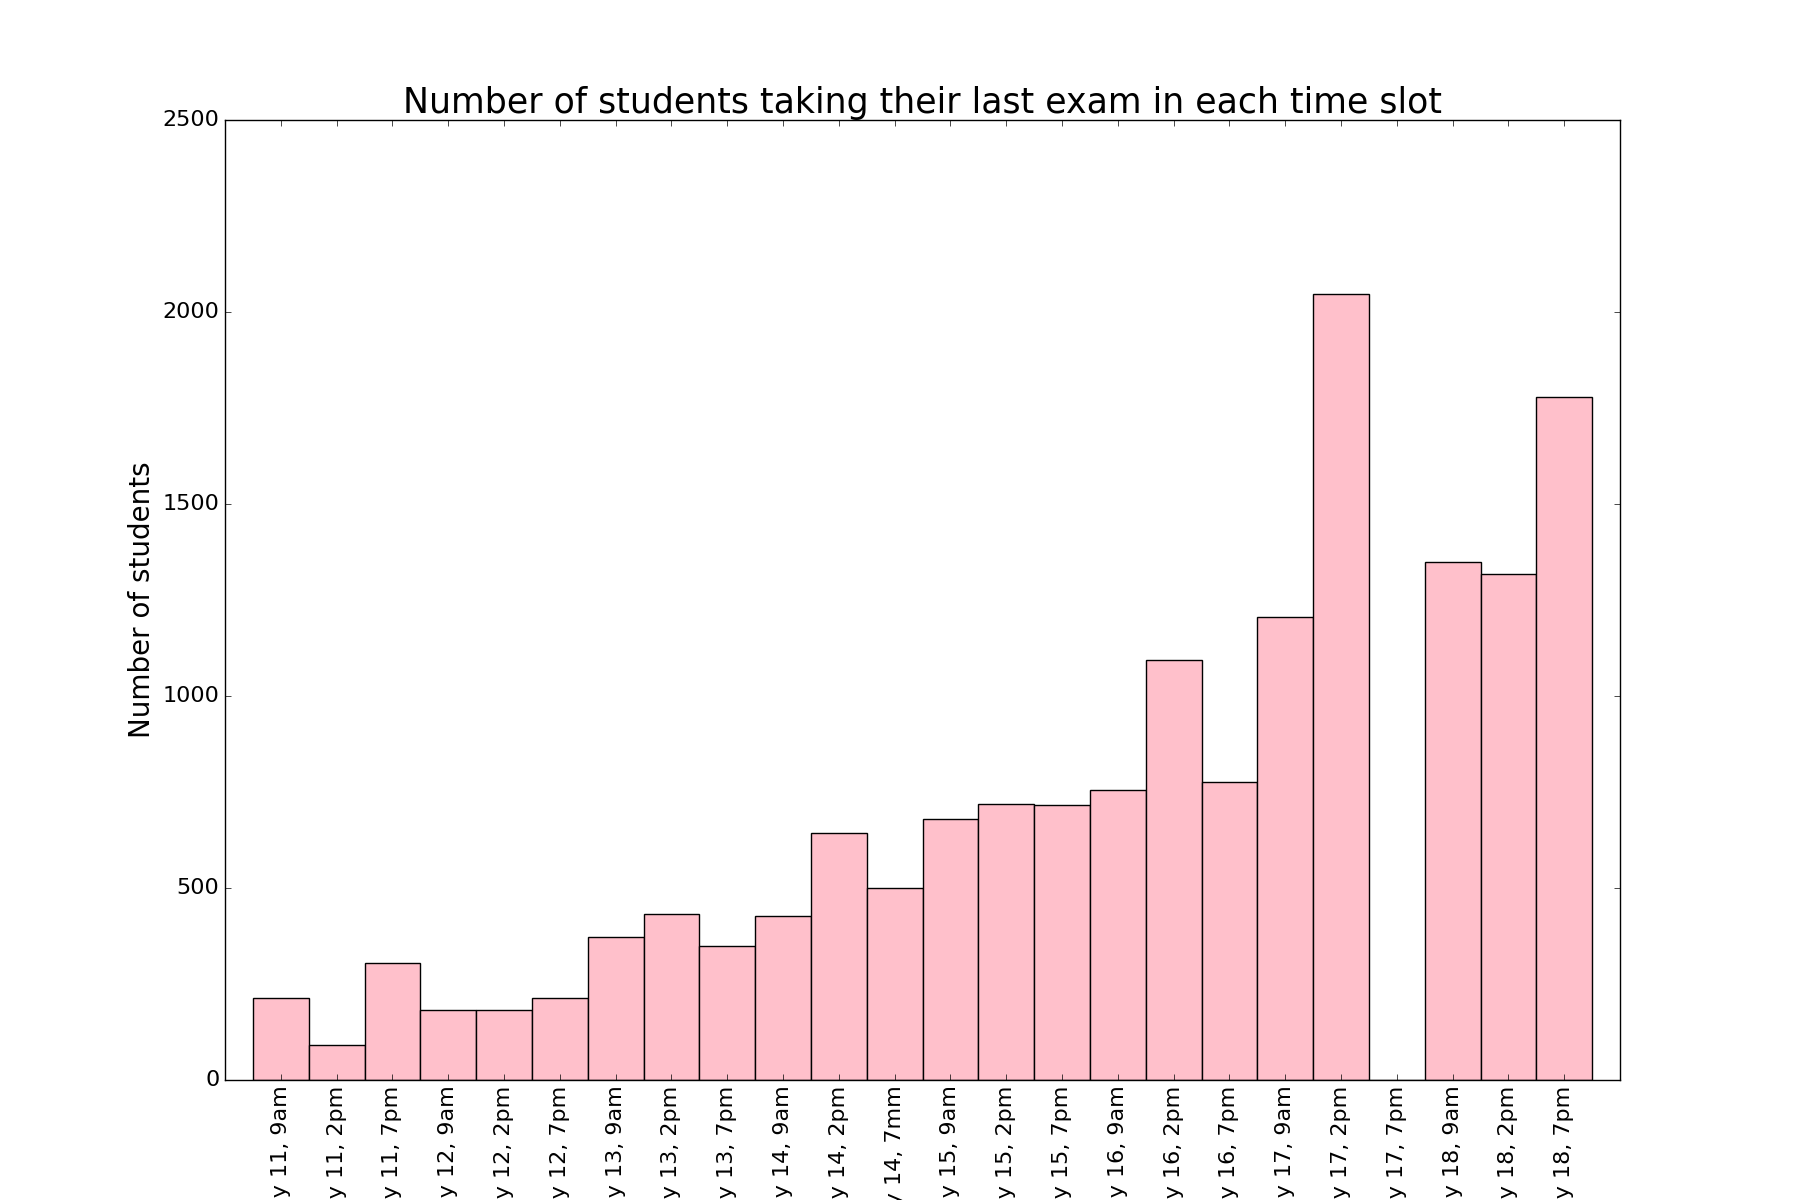 Number of students taking their last exam in each time slot
Number of students
2500
2000
1500
1000
500
0
y 11, 9am
y 11, 2pm
y 11, 7pm
y 12, 9am
y 12, 2pm
y 12, 7pm
y 13, 9am
y 13, 2pm
y 13, 7pm
y 14, 9am
y 14, 2pm
y 14, 7mm
y 15, 9am
y 15, 2pm
y 15, 7pm
y 16, 9am
y 16, 2pm
y 16, 7pm
y 17, 9am
y 17, 2pm
y 17, 7pm
y 18, 9am
y 18, 2pm
y 18, 7pm